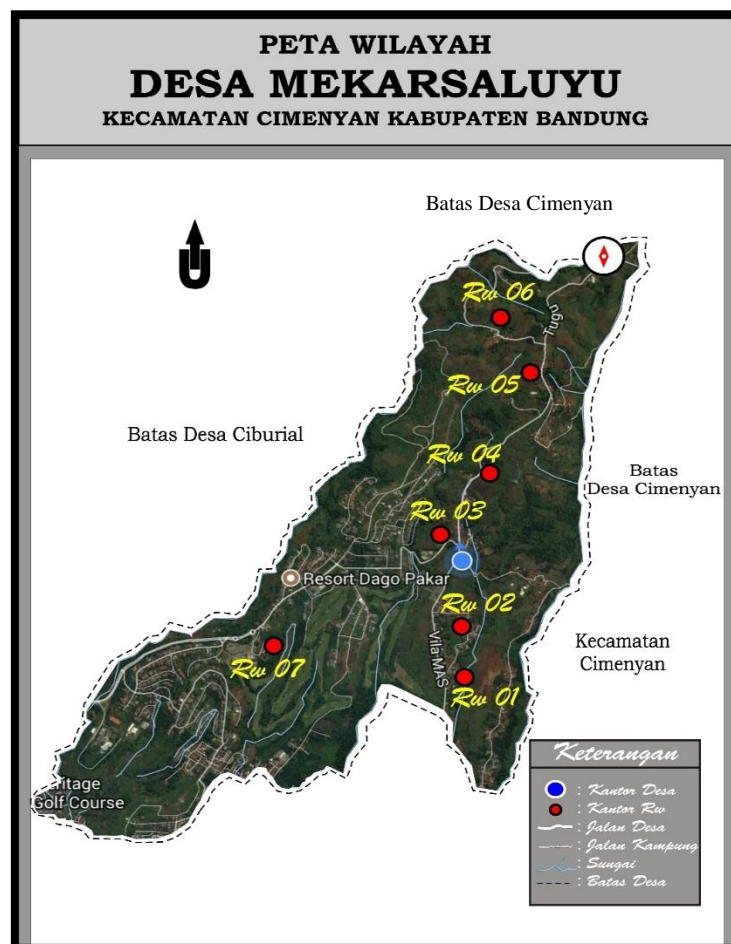 PETA WILAYAH
DESA MEKARSALUYU
KECAMATAN CIMENYAN KABUPATEN BANDUNG
Batas Desa Cimenyan
U
Rw 06
Tugu
Rw 05
Batas Desa Ciburial
Rw 04
Batas
Desa Cimenyan
Rw 03
Resort Dago Pakar
Rw 02
Vila MAS
Kecamatan
Cimenyan
Rw 07
Rw 01
Golf Course
Keterangan
: Kantor Desa
: Kantor Rw
: Jalan Desa
: Jalan Kampung
: Sungai
: Batas Desa